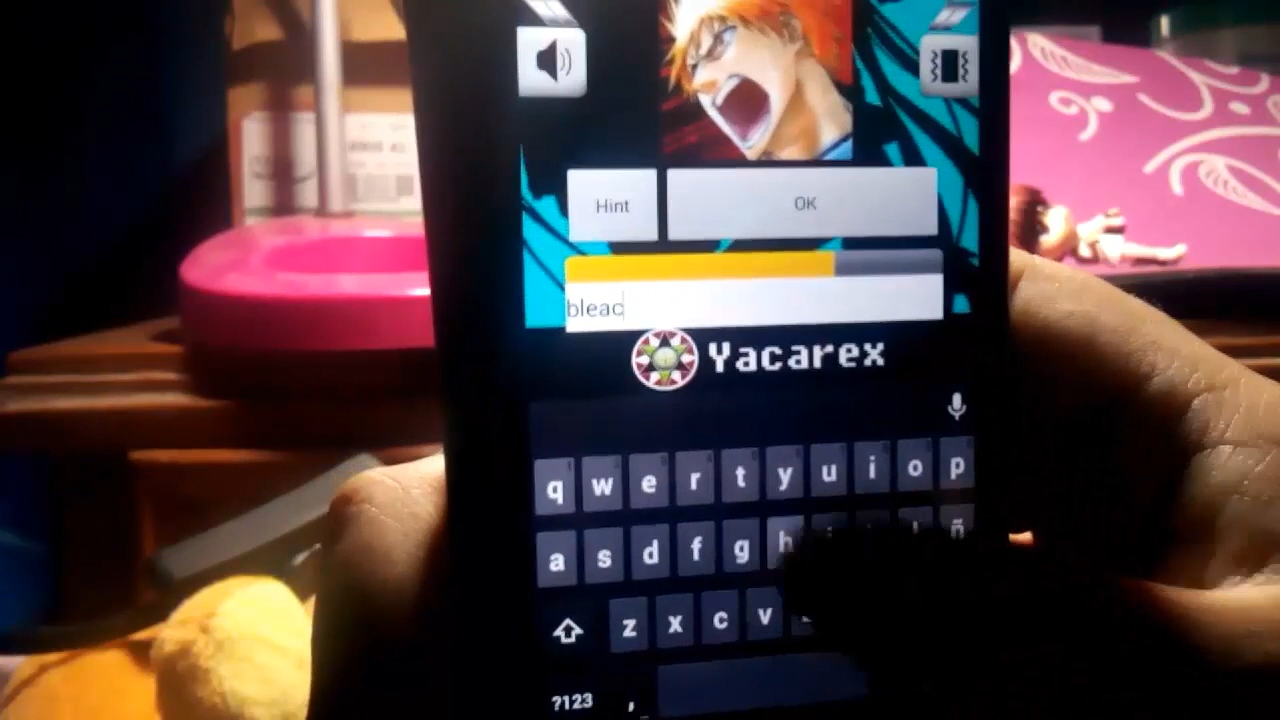 Hint
OK
bleac
Yacarex
q w e r t y u i o p
a s d f g h ñ
z x c v
?123 ,